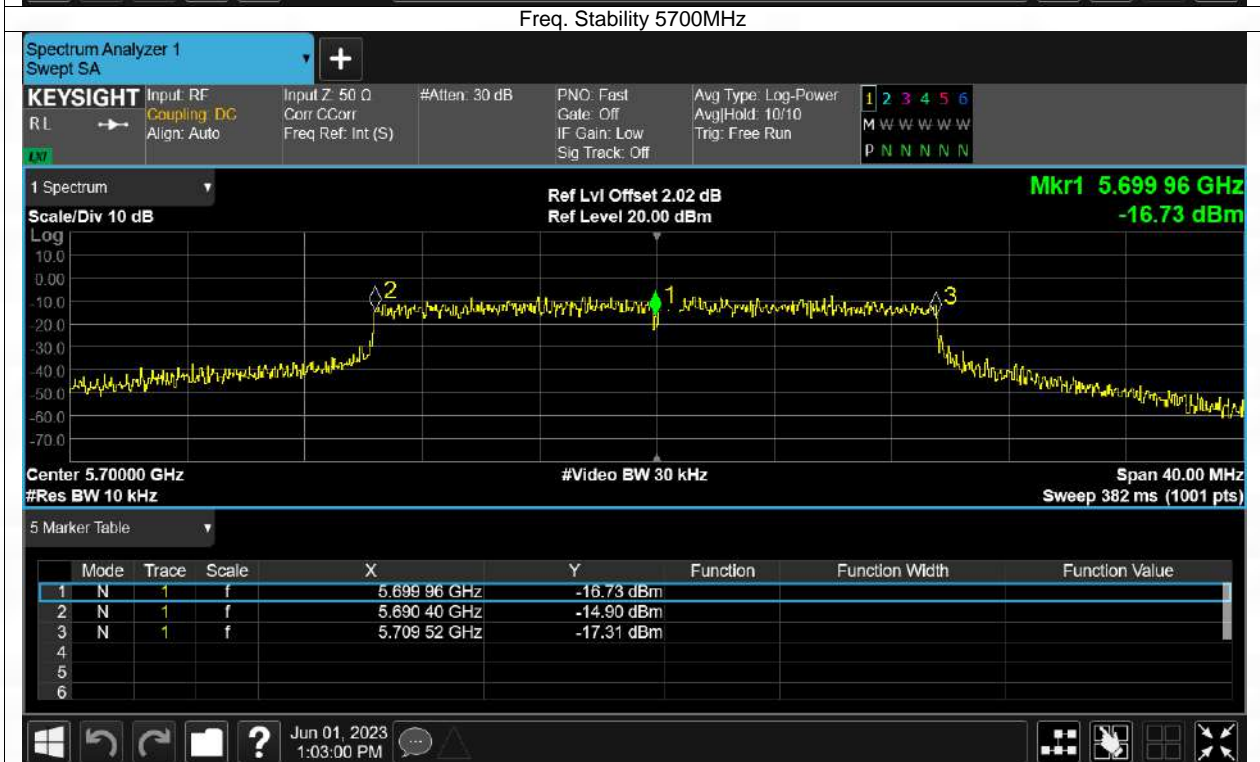 Freq. Stability 5700MHz
Spectrum Analyzer 1
Swept SA
+
KEYSIGHT
RL
LXI
Input: RF
Coupling: DC
Align: Auto
Input Z: 50 Ω
Corr CCorr
Freq Ref: Int (S)
#Atten: 30 dB
PNO: Fast
Gate: Off
IF Gain: Low
Sig Track: Off
Avg Type: Log-Power
Avg|Hold: 10/10
Trig: Free Run
1 2 3 4 5 6
M W W W W W
P N N N N N
1 Spectrum
Scale/Div 10 dB
Ref Lvl Offset 2.02 dB
Ref Level 20.00 dBm
Mkr1 5.699 96 GHz
-16.73 dBm
Log
10.0
0.00
-10.0
-20.0
-30.0
-40.0
-50.0
-60.0
-70.0
2
1
3
Center 5.70000 GHz
#Video BW 30 kHz
Span 40.00 MHz
#Res BW 10 kHz
Sweep 382 ms (1001 pts)
5 Marker Table
Mode Trace Scale X Y Function Function Width Function Value
1 N 1 f 5.699 96 GHz -16.73 dBm
2 N 1 f 5.690 40 GHz -14.90 dBm
3 N 1 f 5.709 52 GHz -17.31 dBm
4
5
6
?
Jun 01, 2023
1:03:00 PM